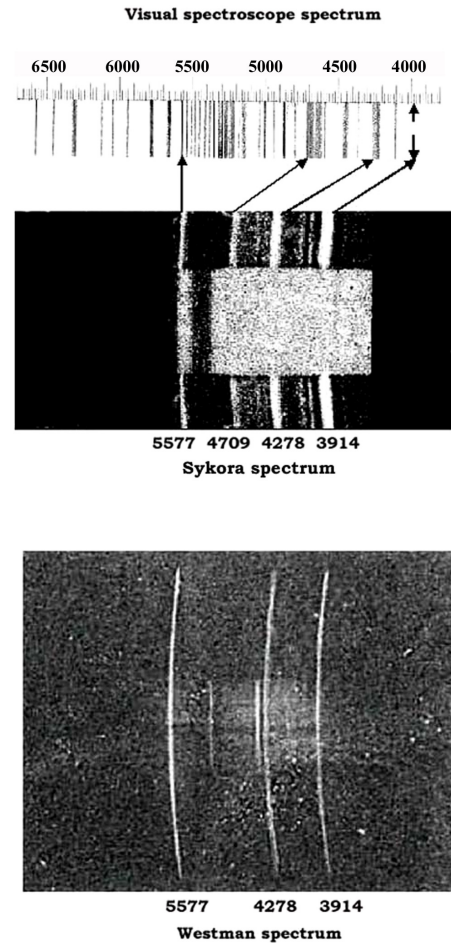 Visual spectroscope spectrum
6500 6000 5500 5000 4500 4000
5577 4709 4278 3914
Sykora spectrum
5577 4278 3914
Westman spectrum